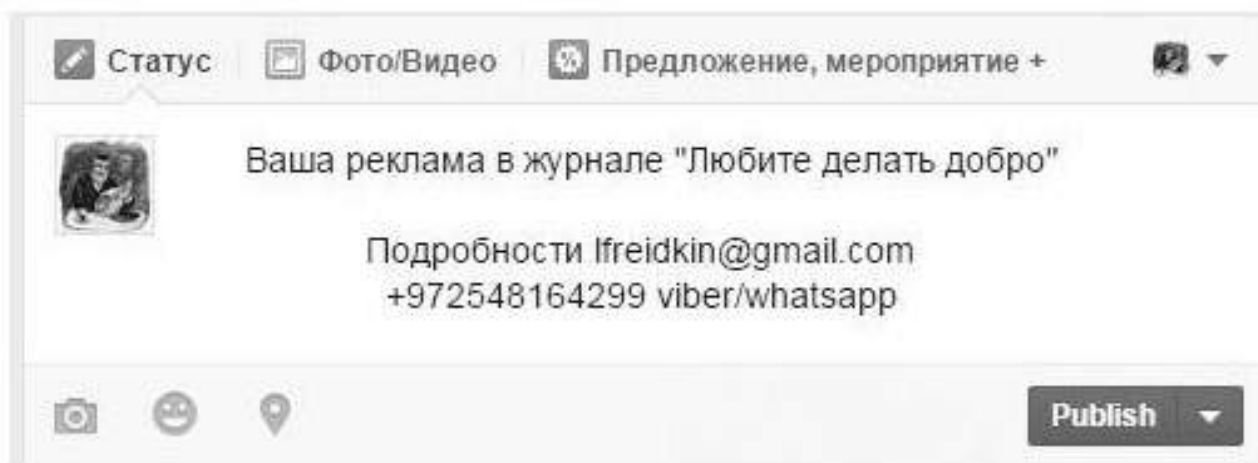 Статус Фото/Видео Предложение, мероприятие +
Ваша реклама в журнале "Любите делать добро"
Подробности lfreidkin@gmail.com
+972548164299 viber/whatsapp
Publish